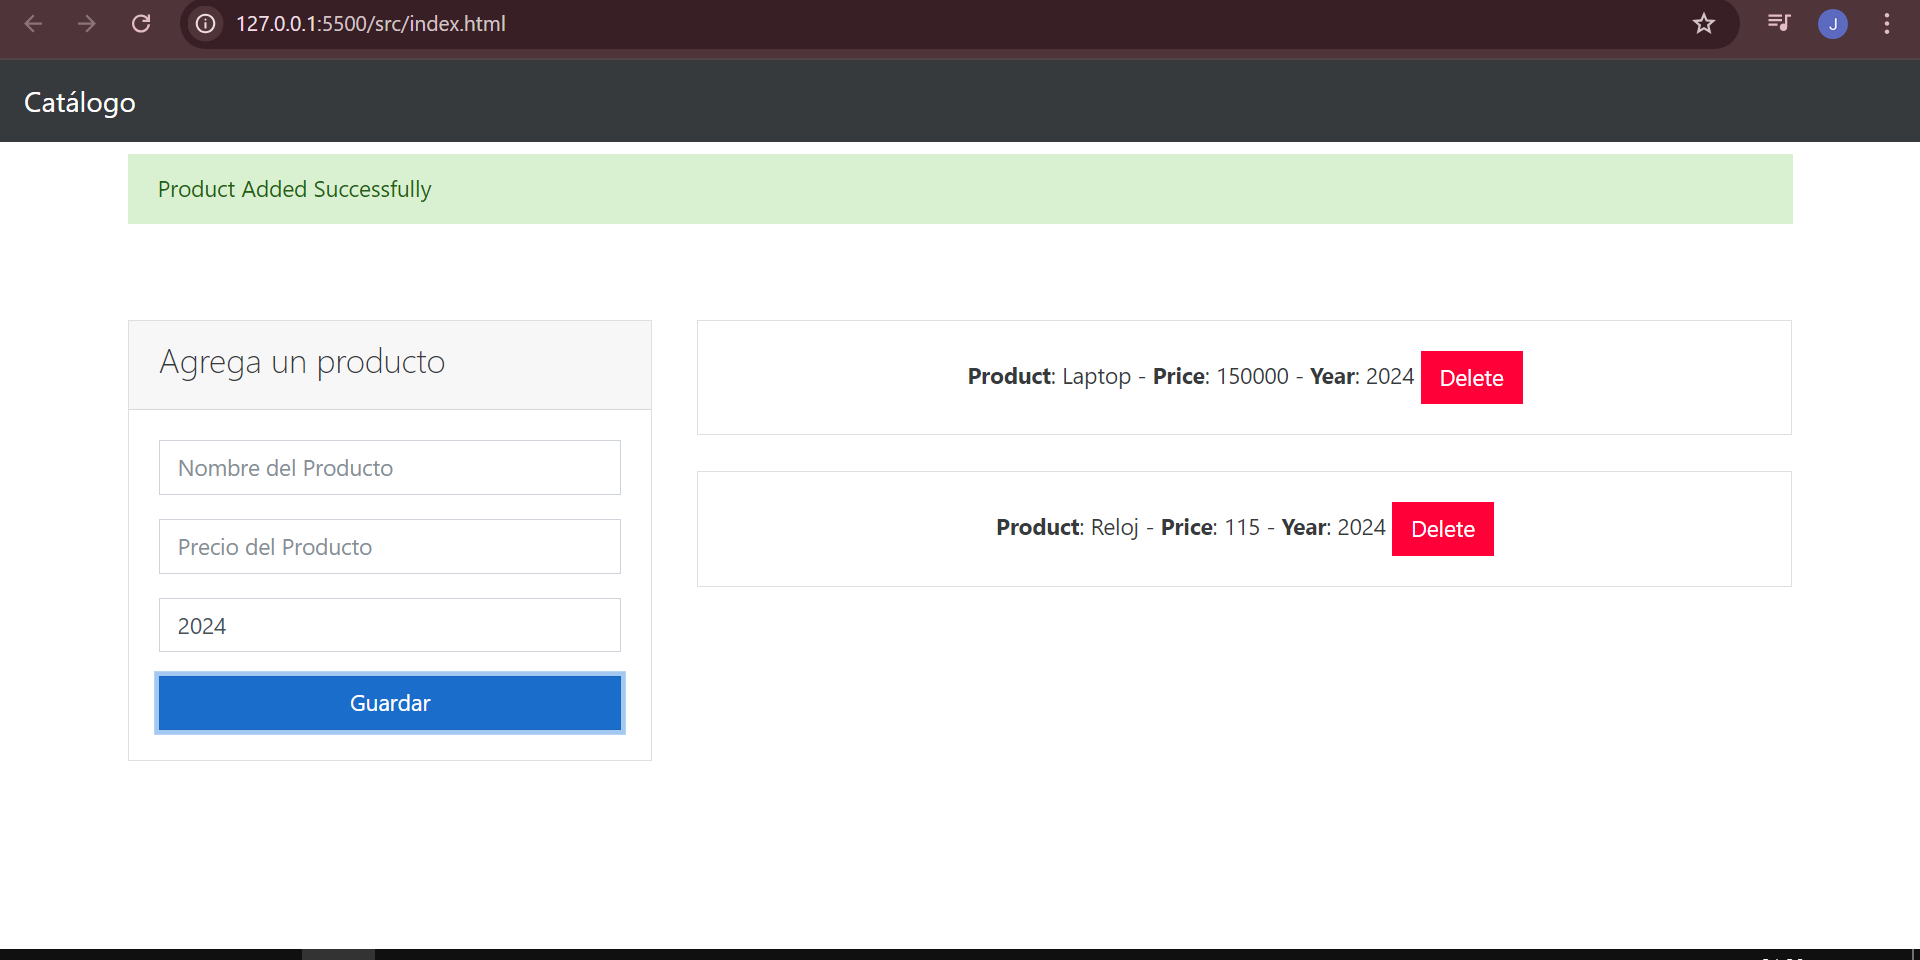 127.0.0.1:5500/src/index.html
J
Catálogo
Product Added Successfully
Agrega un producto
Nombre del Producto
Precio del Producto
2024
Guardar
Product: Laptop - Price: 150000 - Year: 2024 Delete
Product: Reloj - Price: 115 - Year: 2024 Delete